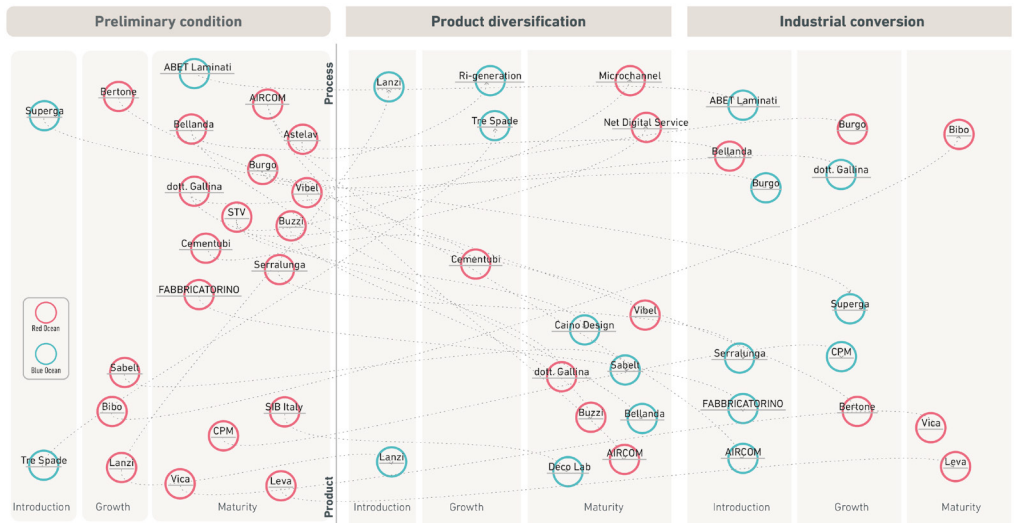 Preliminary condition
Product diversification
Industrial conversion
Process
Product
ABET Laminati
Bertone
AIRCOM
Superga
Bellanda
Astelav
Burgo
dott. Gallina
Vibel
STV
Buzzi
Cementubi
Serralunga
FABBRICATORINO
Red Ocean
Blue Ocean
Sabelt
Bibo
SIB Italy
CPM
Tre Spade
Lanzi
Vica
Leva
Introduction
Growth
Maturity
Lanzi
Ri-generation
Microchannel
Tre Spade
Net Digital Service
Cementubi
Vibel
Caino Design
Sabelt
dott. Gallina
Buzzi
Bellanda
Lanzi
AIRCOM
Deco Lab
Introduction
Growth
Maturity
ABET Laminati
Burgo
Bibo
Bellanda
dott. Gallina
Burgo
Superga
Serralunga
CPM
FABBRICATORINO
Bertone
Vica
AIRCOM
Leva
Introduction
Growth
Maturity